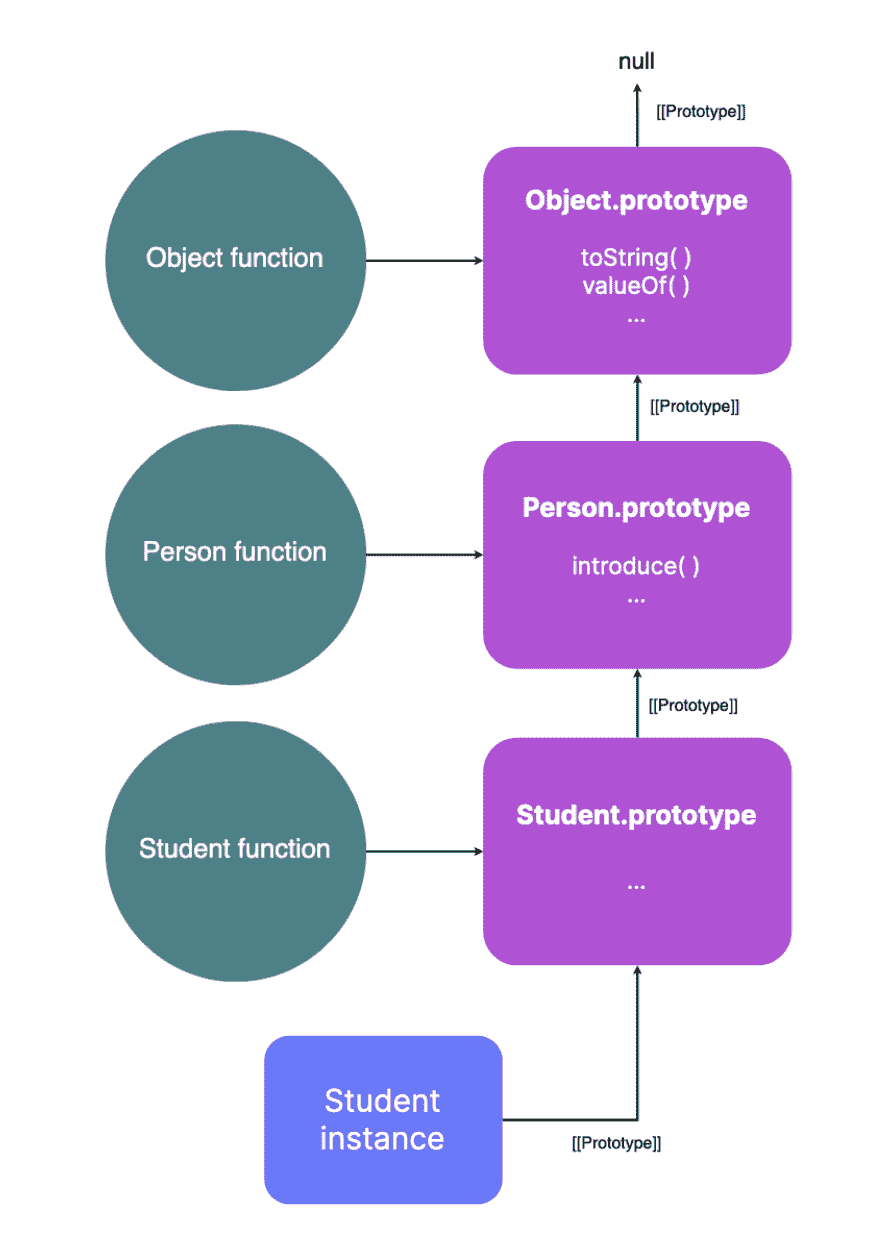 null
[[Prototype]]
Object.prototype
Object function
toString( )
valueOf( )
...
[[Prototype]]
Person.prototype
Person function
introduce( )
...
[[Prototype]]
Student.prototype
Student function
...
Student
instance
[[Prototype]]